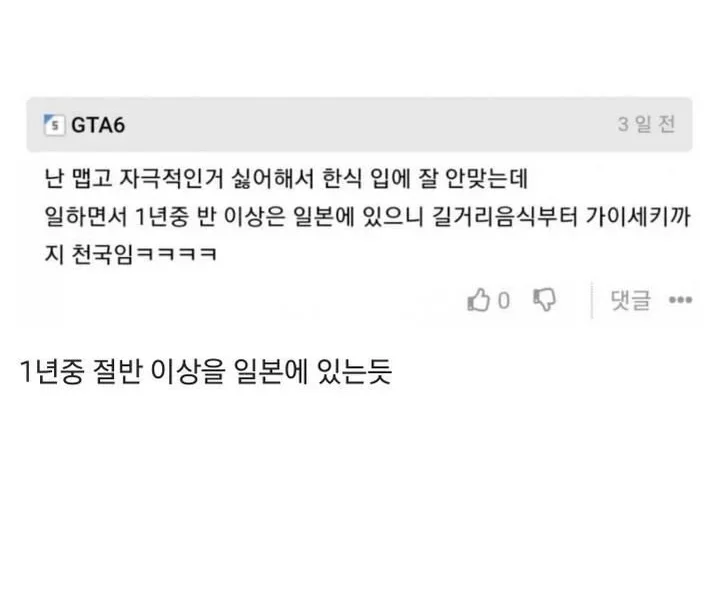 GTA6
3 일 전
난 맵고 자극적인거 싫어해서 한식 입에 잘 안맞는데
일하면서 1년중 반 이상은 일본에 있으니 길거리음식부터 가이세키까
지 천국임ㅋㅋㅋㅋ
0
댓글
1년중 절반 이상을 일본에 있는듯